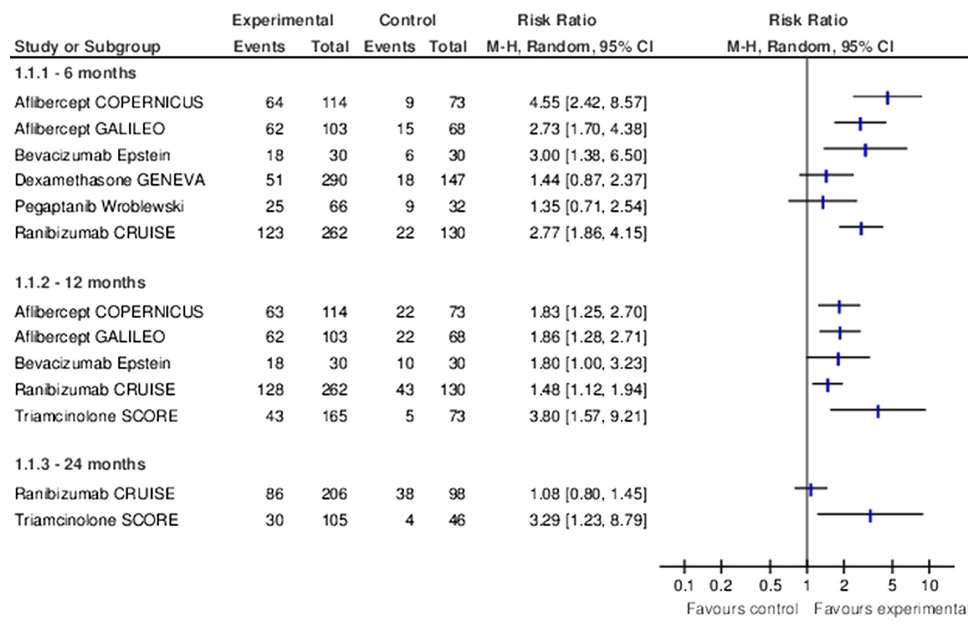 Experimental Control Risk Ratio Risk Ratio
Study or Subgroup Events Total Events Total M-H, Random, 95% CI M-H, Random, 95% CI
1.1.1 - 6 months
Aflibercept COPERNICUS 64 114 9 73 4.55 [2.42, 8.57]
Aflibercept GALILEO 62 103 15 68 2.73 [1.70, 4.38]
Bevacizumab Epstein 18 30 6 30 3.00 [1.38, 6.50]
Dexamethasone GENEVA 51 290 18 147 1.44 [0.87, 2.37]
Pegaptanib Wroblewski 25 66 9 32 1.35 [0.71, 2.54]
Ranibizumab CRUISE 123 262 22 130 2.77 [1.86, 4.15]
1.1.2 - 12 months
Aflibercept COPERNICUS 63 114 22 73 1.83 [1.25, 2.70]
Aflibercept GALILEO 62 103 22 68 1.86 [1.28, 2.71]
Bevacizumab Epstein 18 30 10 30 1.80 [1.00, 3.23]
Ranibizumab CRUISE 128 262 43 130 1.48 [1.12, 1.94]
Triamcinolone SCORE 43 165 5 73 3.80 [1.57, 9.21]
1.1.3 - 24 months
Ranibizumab CRUISE 86 206 38 98 1.08 [0.80, 1.45]
Triamcinolone SCORE 30 105 4 46 3.29 [1.23, 8.79]
0.1 0.2 0.5 1 2 5 10
Favours control Favours experimenta